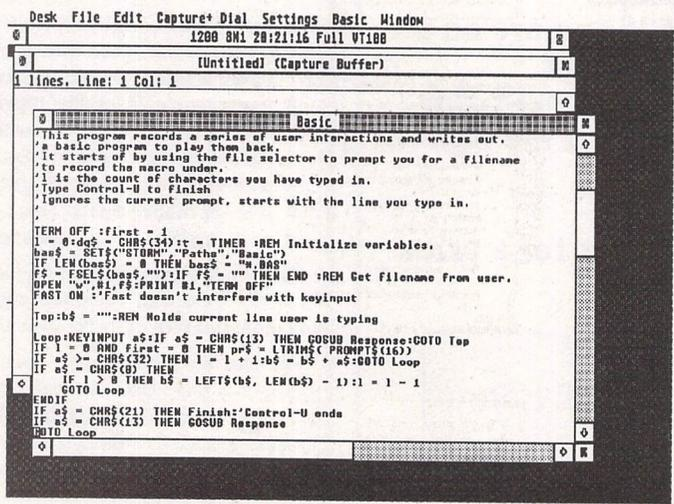 Desk File Edit Capture+ Dial Settings Basic Window
1200 8N1 20:21:16 Full VT100
[Untitled] (Capture Buffer)
1 lines. Line: 1 Col: 1
Basic
'This program records a series of user interactions and writes out.
'a basic program to play them back.
'It starts of by using the file selector to prompt you for a filename
'to record the macro under.
'l is the count of characters you have typed in.
'Type Control-U to finish
'Ignores the current prompt, starts with the line you type in.
'
'
TERM OFF :first = 1
l = 0:dq$ = CHR$(34):t = TIMER :REM Initialize variables.
bas$ = SET$("STORM","Paths","Basic")
IF LEN(bas$) = 0 THEN bas$ = "*.BAS"
f$ = FSEL$(bas$,""):IF f$ = "" THEN END :REM Get filename from user.
OPEN "w",#1,f$:PRINT #1,"TERM OFF"
FAST ON :'Fast doesn't interfere with keyinput
'
Top:b$ = "":REM Holds current line user is typing
'
Loop:KEYINPUT a$:IF a$ = CHR$(13) THEN GOSUB Response:GOTO Top
IF l = 0 AND first = 0 THEN pr$ = LTRIM$( PROMPT$(16))
IF a$ >= CHR$(32) THEN l = l + 1:b$ = b$ + a$:GOTO Loop
IF a$ = CHR$(8) THEN
IF l > 0 THEN b$ = LEFT$(b$, LEN(b$) - 1):l = l - 1
GOTO Loop
ENDIF
IF a$ = CHR$(21) THEN Finish:'Control-U ends
IF a$ = CHR$(13) THEN GOSUB Response
GOTO Loop